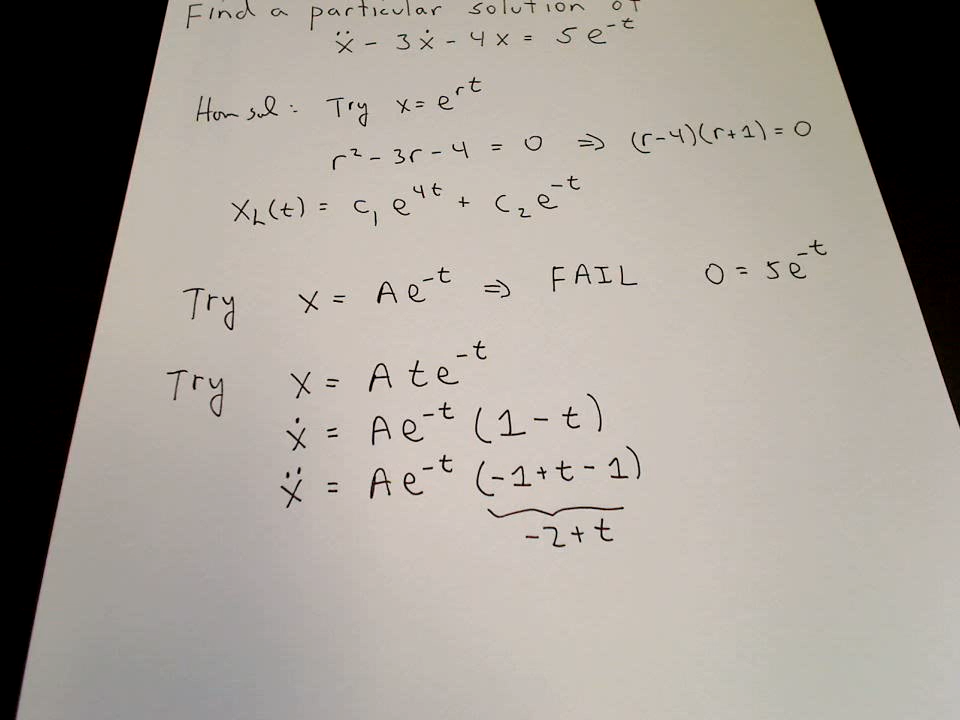 Find a particular solution of
ẍ - 3ẋ - 4x = 5e^-t
Hom sol: Try x = e^rt
r² - 3r - 4 = 0 ⇒ (r-4)(r+1) = 0
x_h(t) = c₁ e^4t + c₂ e^-t
Try x = Ae^-t ⇒ FAIL 0 = 5e^-t
Try x = A t e^-t
ẋ = Ae^-t (1-t)
ẍ = Ae^-t (-1+t-1)
-2+t